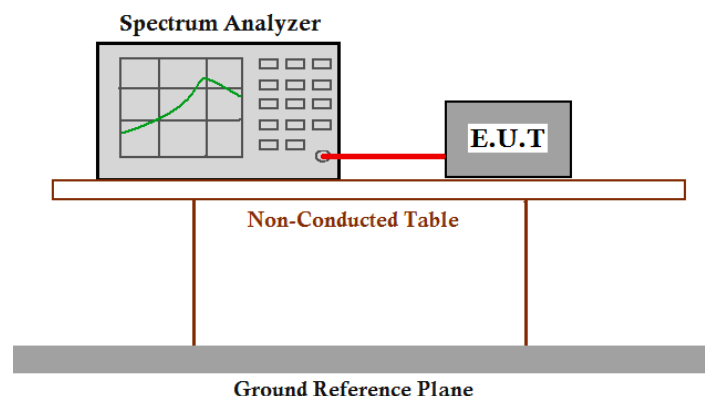 Spectrum Analyzer
E.U.T
Non-Conducted Table
Ground Reference Plane